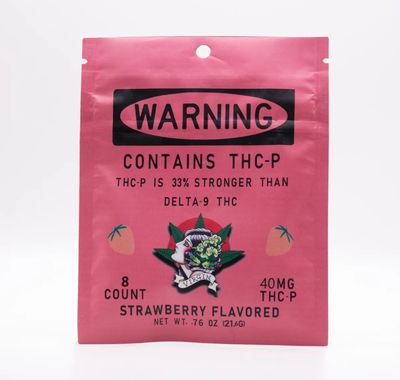 WARNING
CONTAINS THC-P
THC-P IS 33% STRONGER THAN
DELTA-9 THC
VIRGIN
8
COUNT
40MG
THC-P
STRAWBERRY FLAVORED
NET WT. .76 OZ (21.6G)